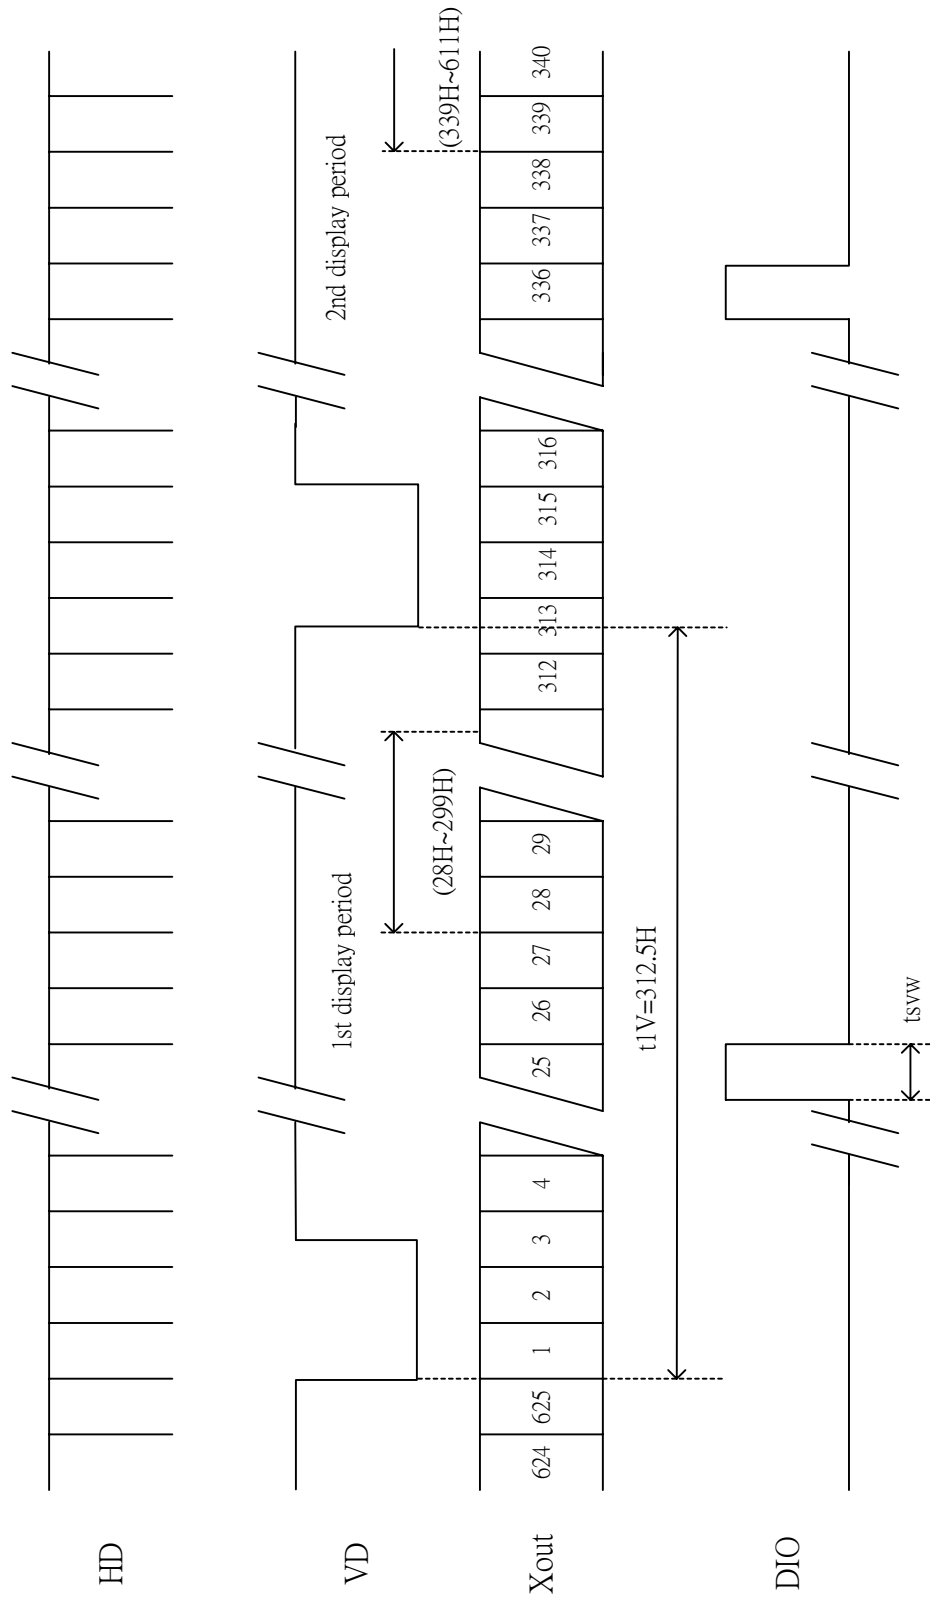 HD
VD
1st display period
2nd display period
(28H~299H)
(339H~611H)
Xout
624 625 1 2 3 4 25 26 27 28 29 312 313 314 315 316 336 337 338 339 340
t1V=312.5H
DIO
tsvw